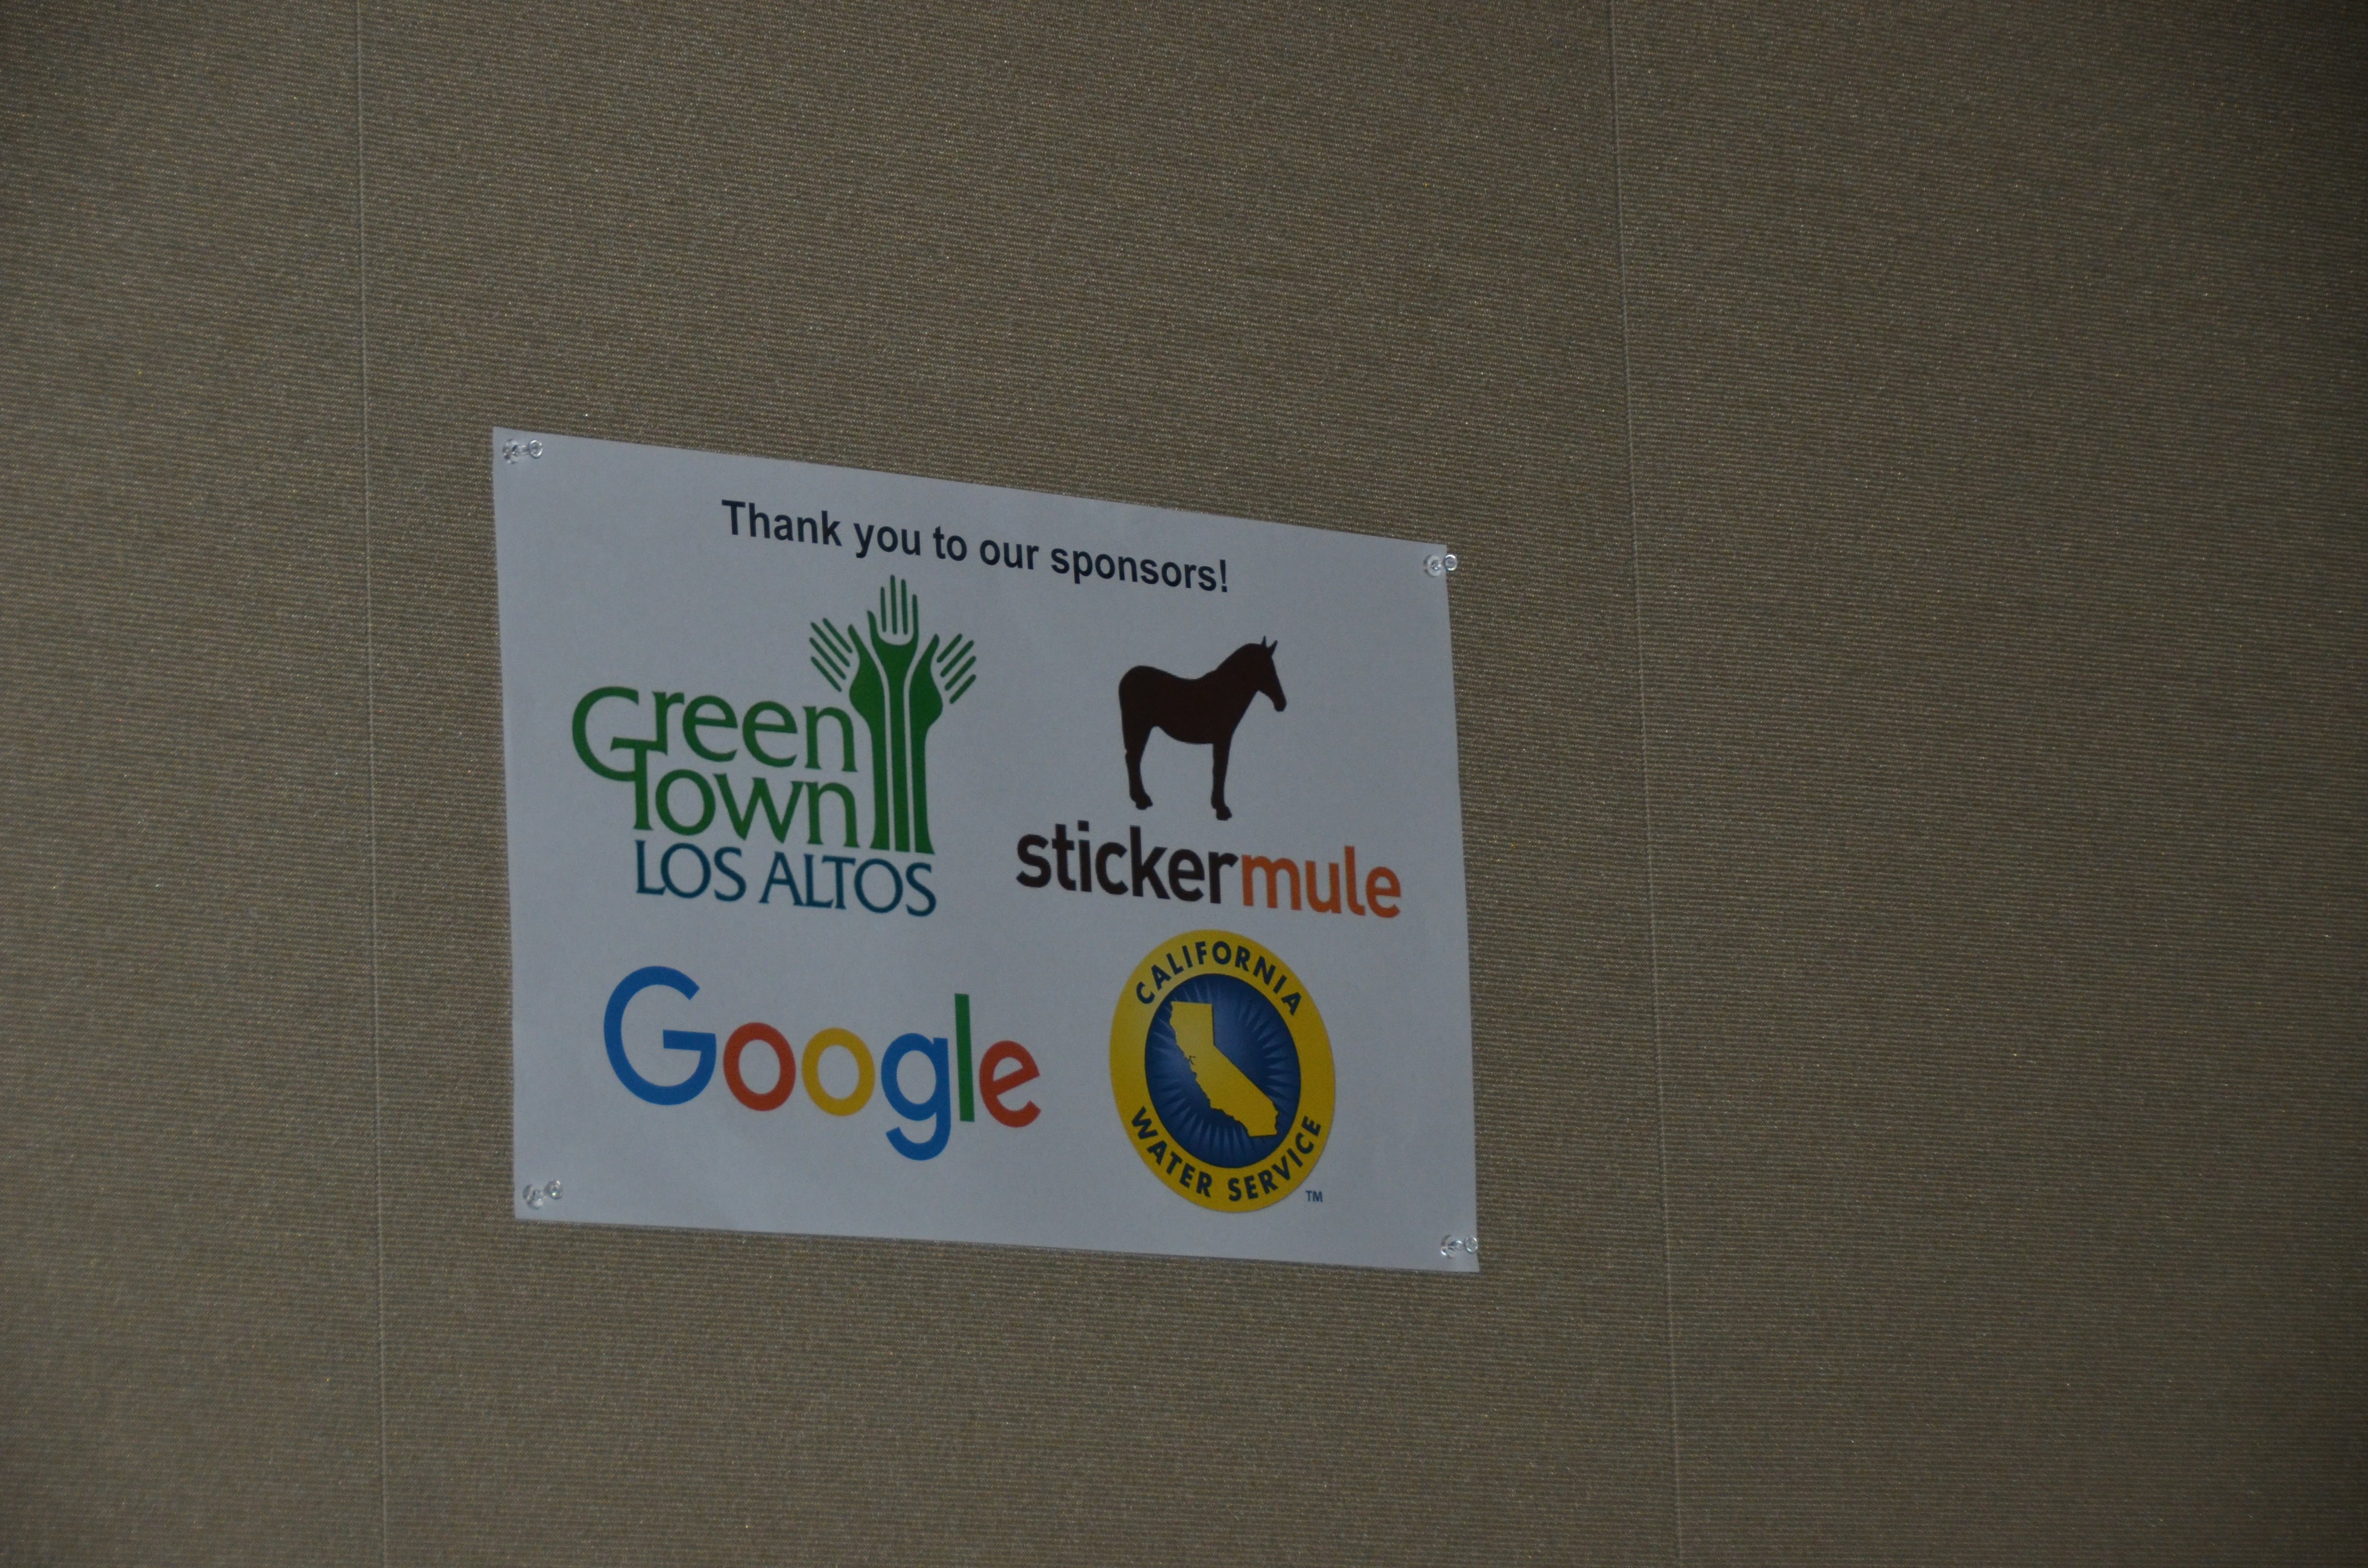 Thank you to our sponsors!
Green
Town
LOS ALTOS
stickermule
Google
CALIFORNIA
WATER SERVICE
TM